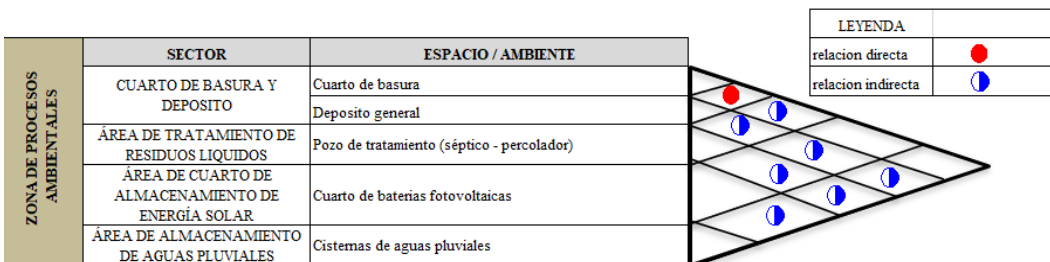 LEYENDA
relacion directa
relacion indirecta
ZONA DE PROCESOS
AMBIENTALES
SECTOR
ESPACIO / AMBIENTE
CUARTO DE BASURA Y
DEPOSITO
Cuarto de basura
Deposito general
ÁREA DE TRATAMIENTO DE
RESIDUOS LIQUIDOS
Pozo de tratamiento (séptico - percolador)
ÁREA DE CUARTO DE
ALMACENAMIENTO DE
ENERGÍA SOLAR
Cuarto de baterias fotovoltaicas
ÁREA DE ALMACENAMIENTO
DE AGUAS PLUVIALES
Cisternas de aguas pluviales